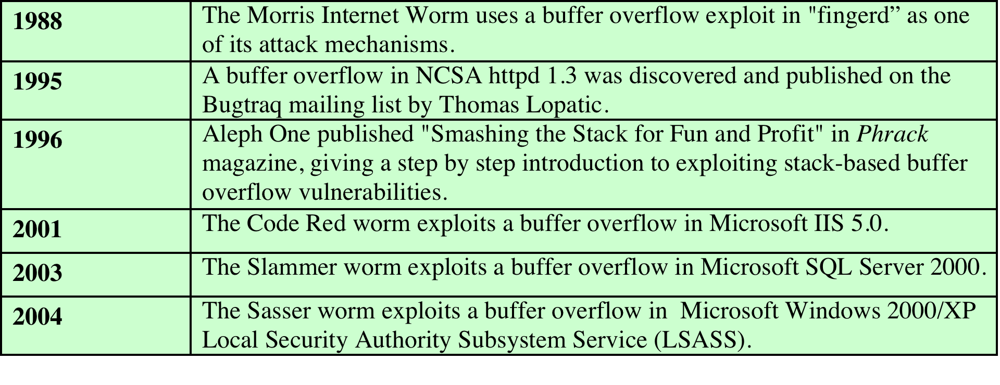 1988
The Morris Internet Worm uses a buffer overflow exploit in "fingerd” as one
of its attack mechanisms.
1995
A buffer overflow in NCSA httpd 1.3 was discovered and published on the
Bugtraq mailing list by Thomas Lopatic.
1996
Aleph One published "Smashing the Stack for Fun and Profit" in Phrack
magazine, giving a step by step introduction to exploiting stack-based buffer
overflow vulnerabilities.
2001
The Code Red worm exploits a buffer overflow in Microsoft IIS 5.0.
2003
The Slammer worm exploits a buffer overflow in Microsoft SQL Server 2000.
2004
The Sasser worm exploits a buffer overflow in  Microsoft Windows 2000/XP
Local Security Authority Subsystem Service (LSASS).